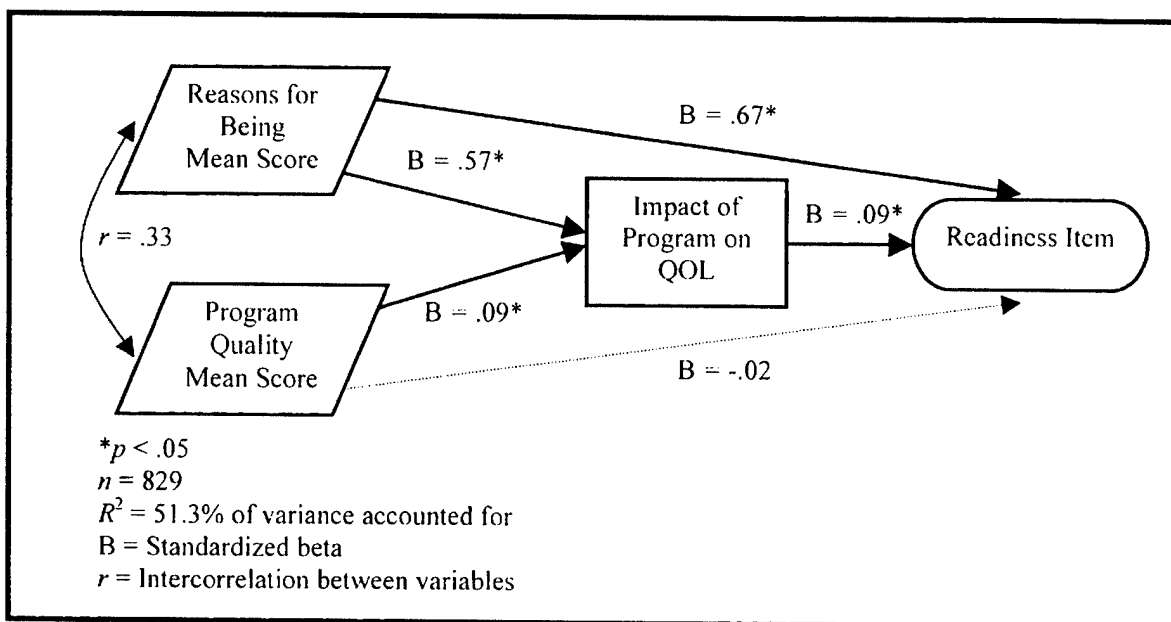 Reasons for
Being
Mean Score
B = .67*
B = .57*
r = .33
Impact of
Program on
QOL
B = .09*
Readiness Item
Program
Quality
Mean Score
B = .09*
B = -.02
*p < .05
n = 829
R² = 51.3% of variance accounted for
B = Standardized beta
r = Intercorrelation between variables